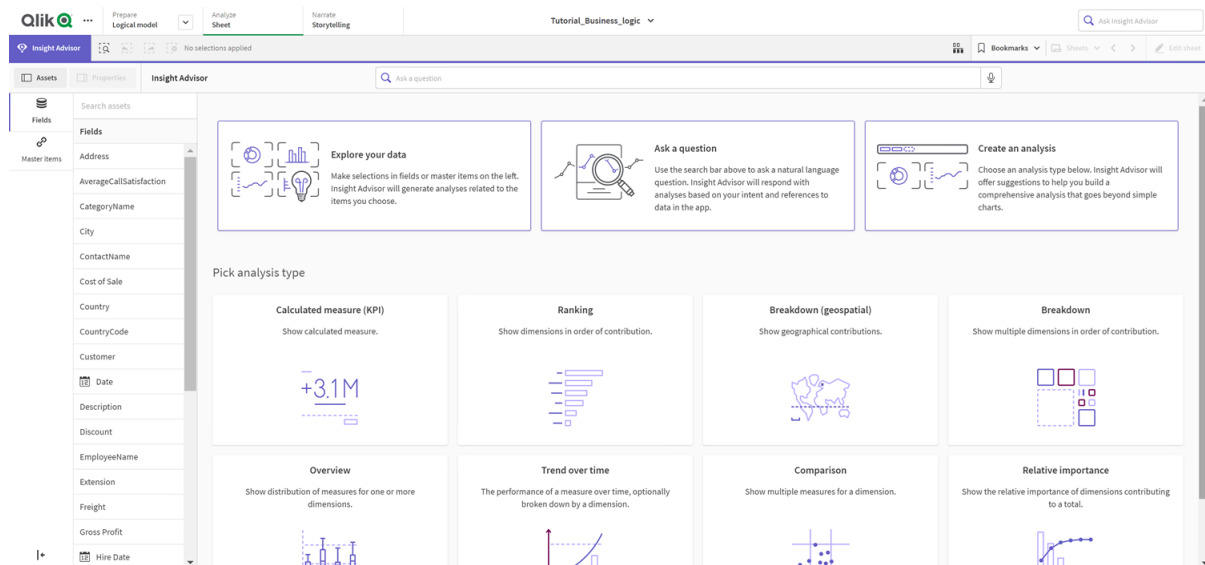 Qlik
Prepare
Logical model
Analyze
Sheet
Narrate
Storytelling
Tutorial_Business_logic
Ask Insight Advisor
Insight Advisor
No selections applied
Bookmarks
Sheets
Edit sheet
Assets
Properties
Insight Advisor
Ask a question
Fields
Master items
Search assets
Fields
Address
AverageCallSatisfaction
CategoryName
City
ContactName
Cost of Sale
Country
CountryCode
Customer
Date
Description
Discount
EmployeeName
Extension
Freight
Gross Profit
Hire Date
Explore your data
Make selections in fields or master items on the left.
Insight Advisor will generate analyses related to the
items you choose.
Ask a question
Use the search bar above to ask a natural language
question. Insight Advisor will respond with
analyses based on your intent and references to
data in the app.
Create an analysis
Choose an analysis type below. Insight Advisor will
offer suggestions to help you build a
comprehensive analysis that goes beyond simple
charts.
Pick analysis type
Calculated measure (KPI)
Show calculated measure.
+3.1M
Ranking
Show dimensions in order of contribution.
Breakdown (geospatial)
Show geographical contributions.
Breakdown
Show multiple dimensions in order of contribution.
Overview
Show distribution of measures for one or more
dimensions.
Trend over time
The performance of a measure over time, optionally
broken down by a dimension.
Comparison
Show multiple measures for a dimension.
Relative importance
Show the relative importance of dimensions contributing
to a total.